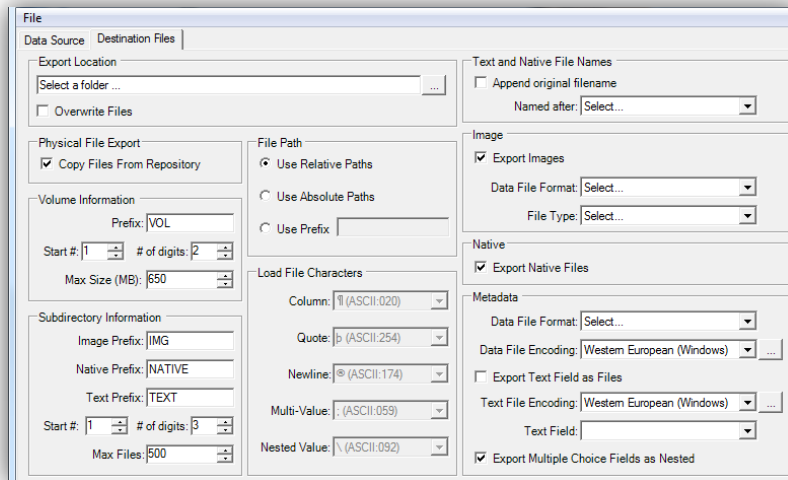 File
Data Source Destination Files
Export Location
Select a folder ... ...
Overwrite Files
Physical File Export
Copy Files From Repository
Volume Information
Prefix: VOL
Start #: 1 # of digits: 2
Max Size (MB): 650
Subdirectory Information
Image Prefix: IMG
Native Prefix: NATIVE
Text Prefix: TEXT
Start #: 1 # of digits: 3
Max Files: 500
File Path
Use Relative Paths
Use Absolute Paths
Use Prefix
Load File Characters
Column: ¶ (ASCII:020)
Quote: þ (ASCII:254)
Newline: ® (ASCII:174)
Multi-Value: ; (ASCII:059)
Nested Value: \ (ASCII:092)
Text and Native File Names
Append original filename
Named after: Select...
Image
Export Images
Data File Format: Select...
File Type: Select...
Native
Export Native Files
Metadata
Data File Format: Select...
Data File Encoding: Western European (Windows) ...
Export Text Field as Files
Text File Encoding: Western European (Windows) ...
Text Field:
Export Multiple Choice Fields as Nested